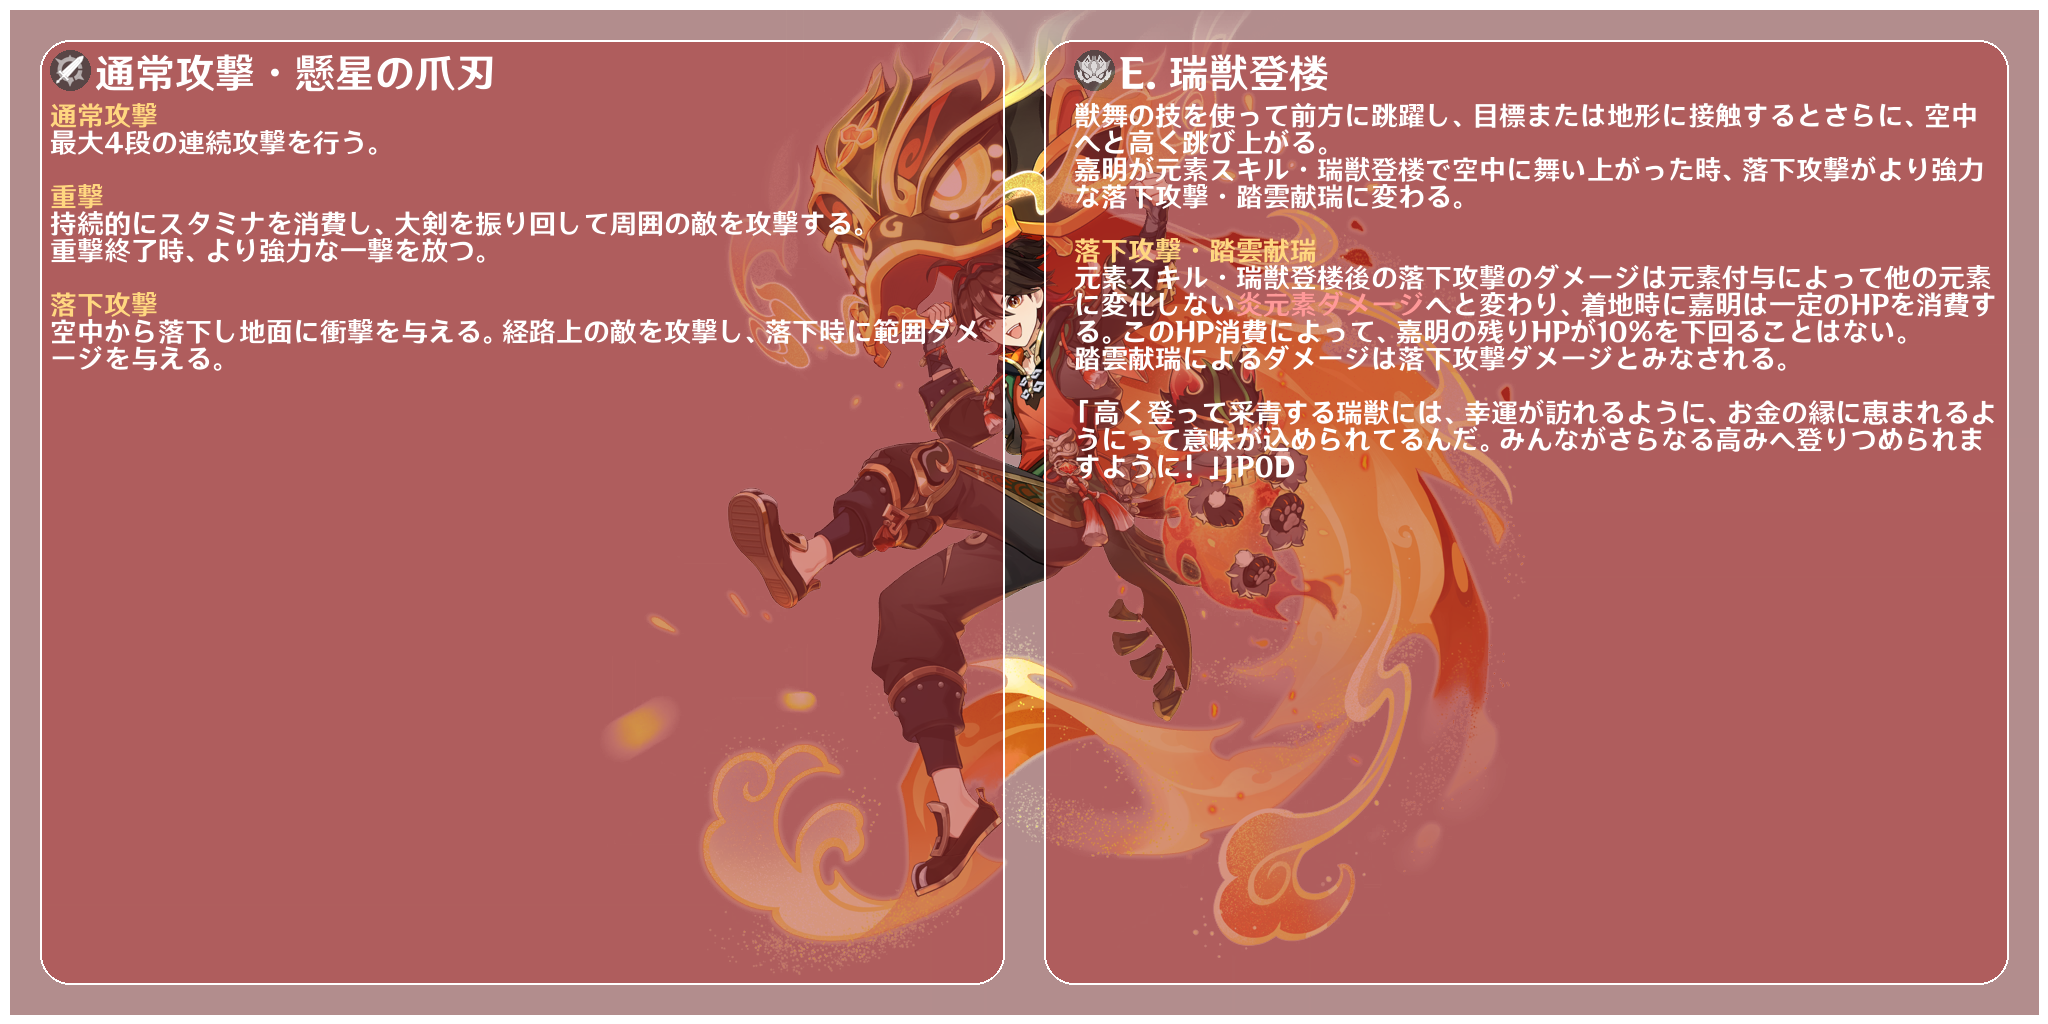 通常攻撃・懸星の爪刃
通常攻撃
最大4段の連続攻撃を行う。
重撃
持続的にスタミナを消費し、大剣を振り回して周囲の敵を攻撃する。
重撃終了時、より強力な一撃を放つ。
落下攻撃
空中から落下し地面に衝撃を与える。経路上の敵を攻撃し、落下時に範囲ダメ
ージを与える。
E. 瑞獣登楼
獣舞の技を使って前方に跳躍し、目標または地形に接触するとさらに、空中
へと高く跳び上がる。
嘉明が元素スキル・瑞獣登楼で空中に舞い上がった時、落下攻撃がより強力
な落下攻撃・踏雲献瑞に変わる。
落下攻撃・踏雲献瑞
元素スキル・瑞獣登楼後の落下攻撃のダメージは元素付与によって他の元素
に変化しない炎元素ダメージへと変わり、着地時に嘉明は一定のHPを消費す
る。このHP消費によって、嘉明の残りHPが10%を下回ることはない。
踏雲献瑞によるダメージは落下攻撃ダメージとみなされる。
「高く登って采青する瑞獣には、幸運が訪れるように、お金の縁に恵まれるよ
うにって意味が込められてるんだ。みんながさらなる高みへ登りつめられま
すように！」JPOD